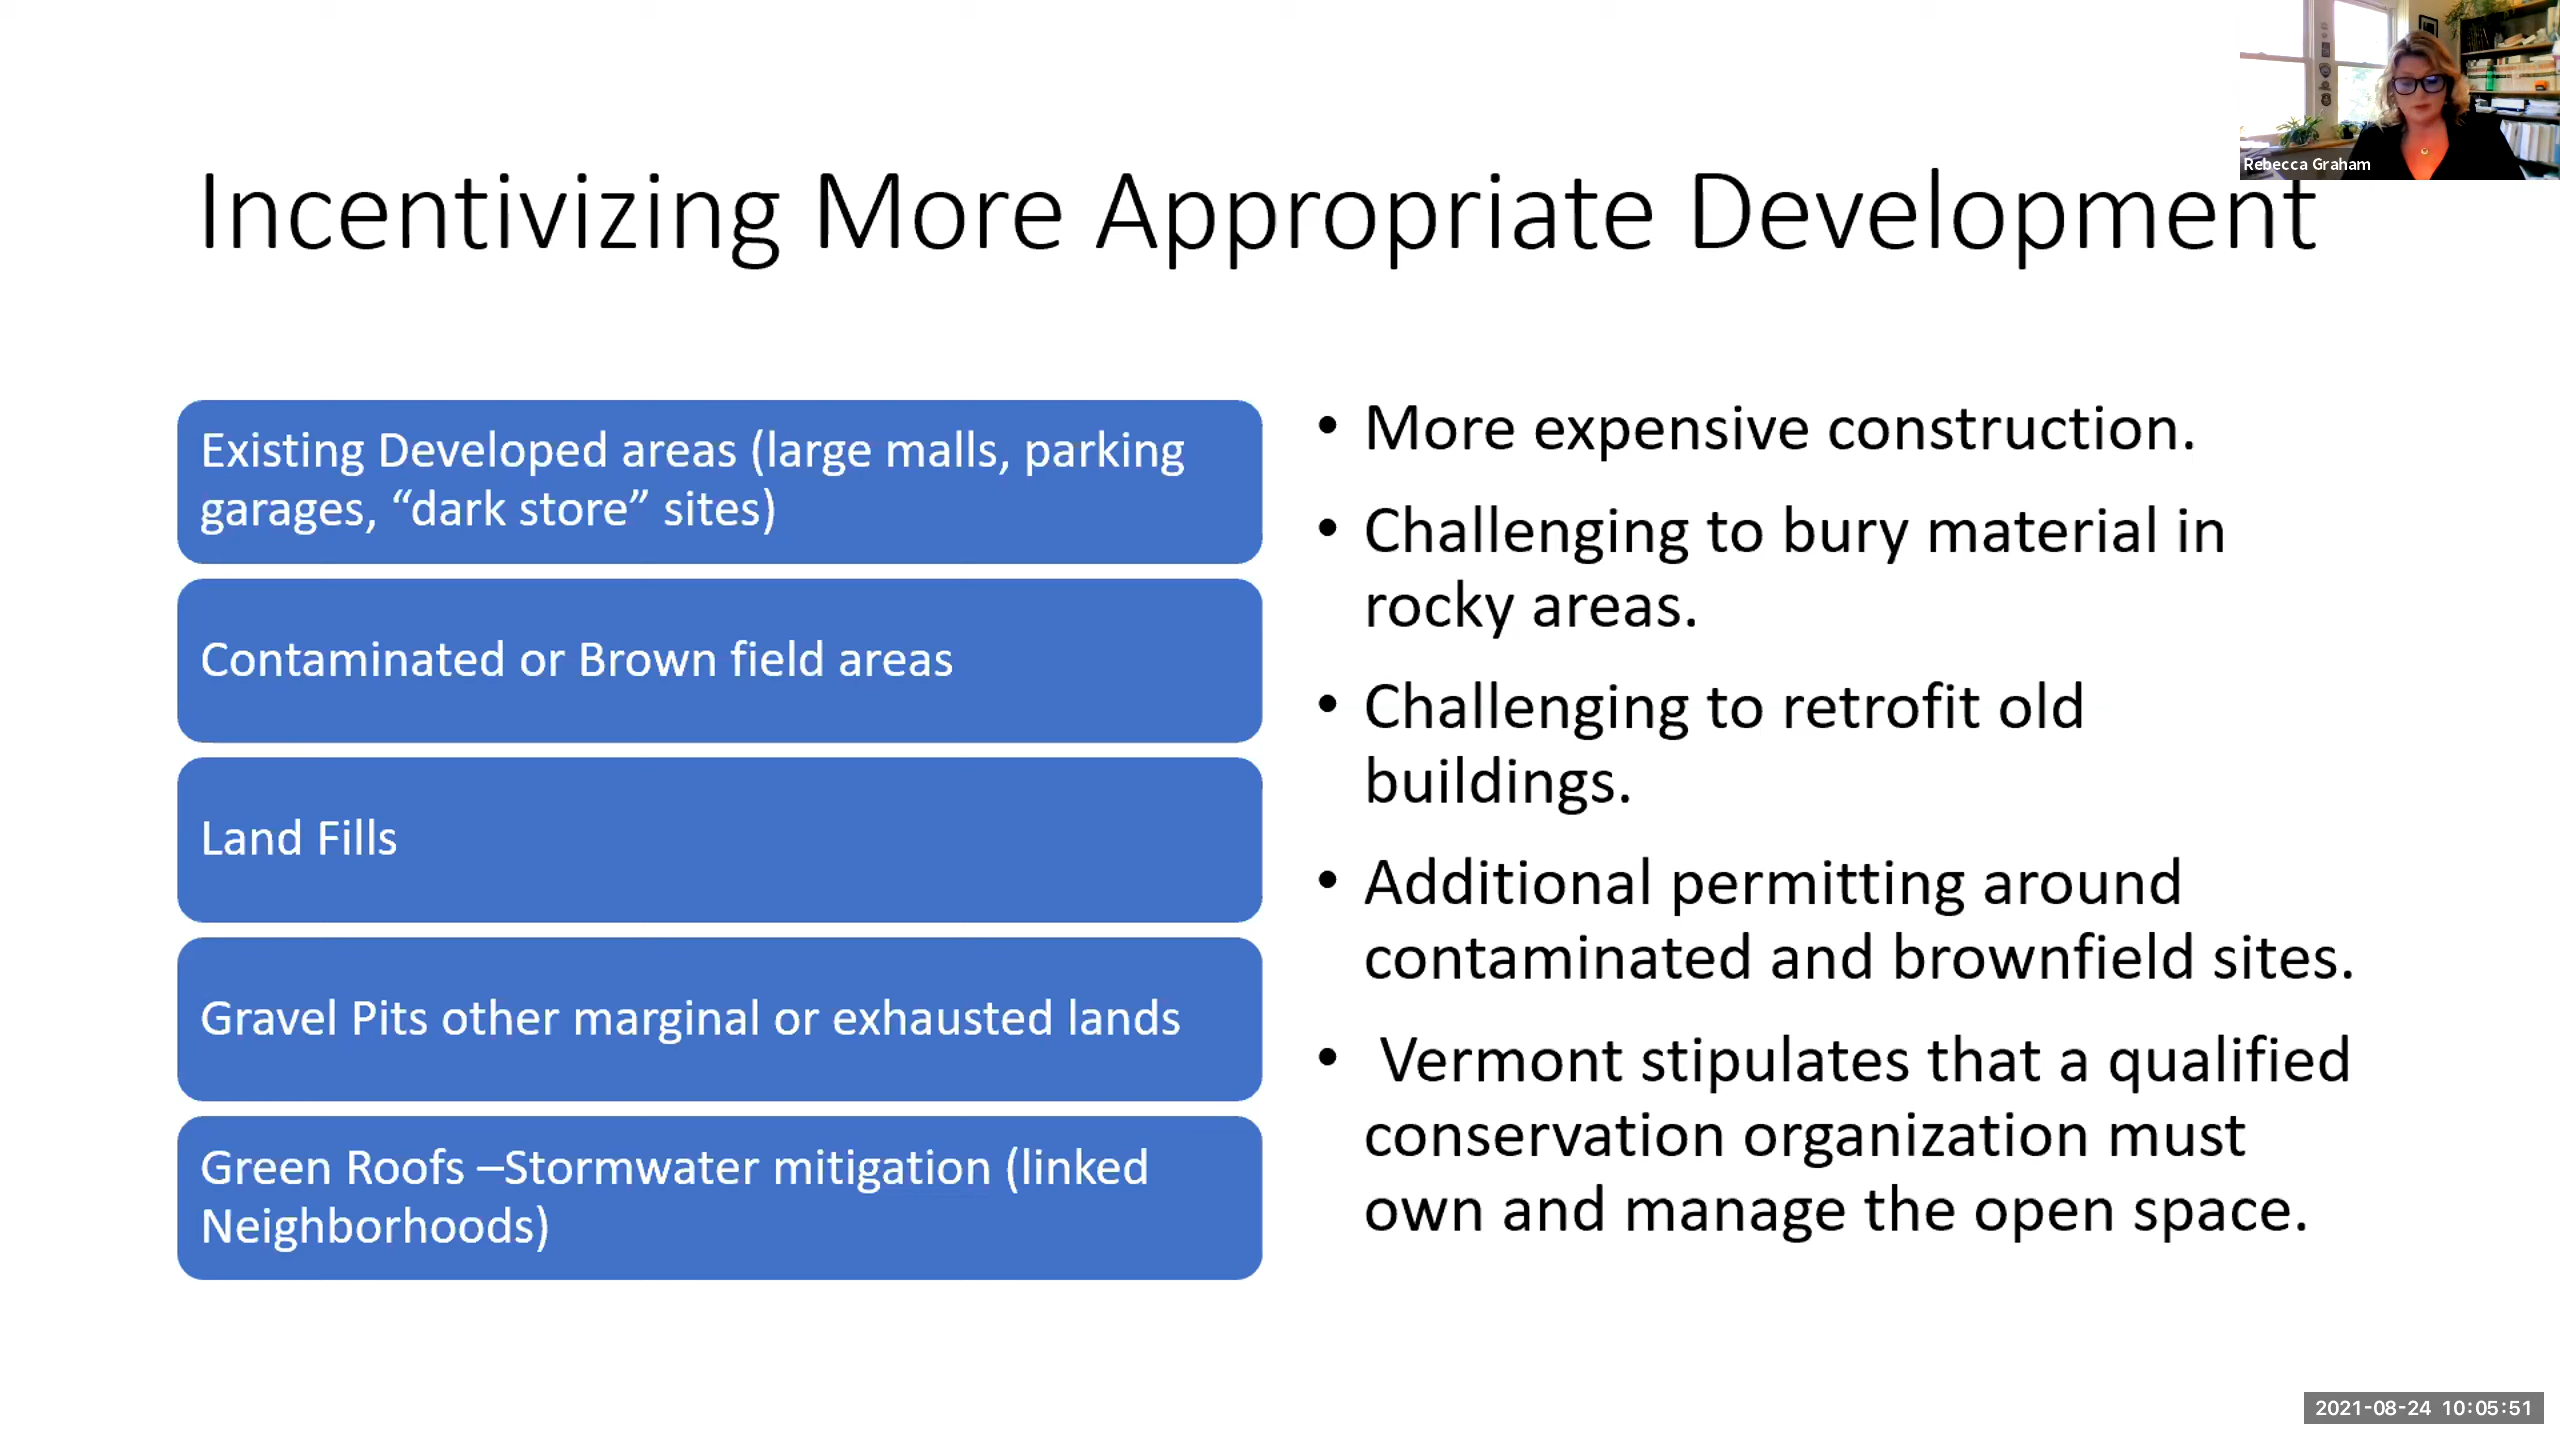 Rebecca Graham
Incentivizing More Appropriate Development
Existing Developed areas (large malls, parking
garages, “dark store” sites)
Contaminated or Brown field areas
Land Fills
Gravel Pits other marginal or exhausted lands
Green Roofs –Stormwater mitigation (linked
Neighborhoods)
• More expensive construction.
• Challenging to bury material in
rocky areas.
• Challenging to retrofit old
buildings.
• Additional permitting around
contaminated and brownfield sites.
• Vermont stipulates that a qualified
conservation organization must
own and manage the open space.
2021-08-24 10:05:51